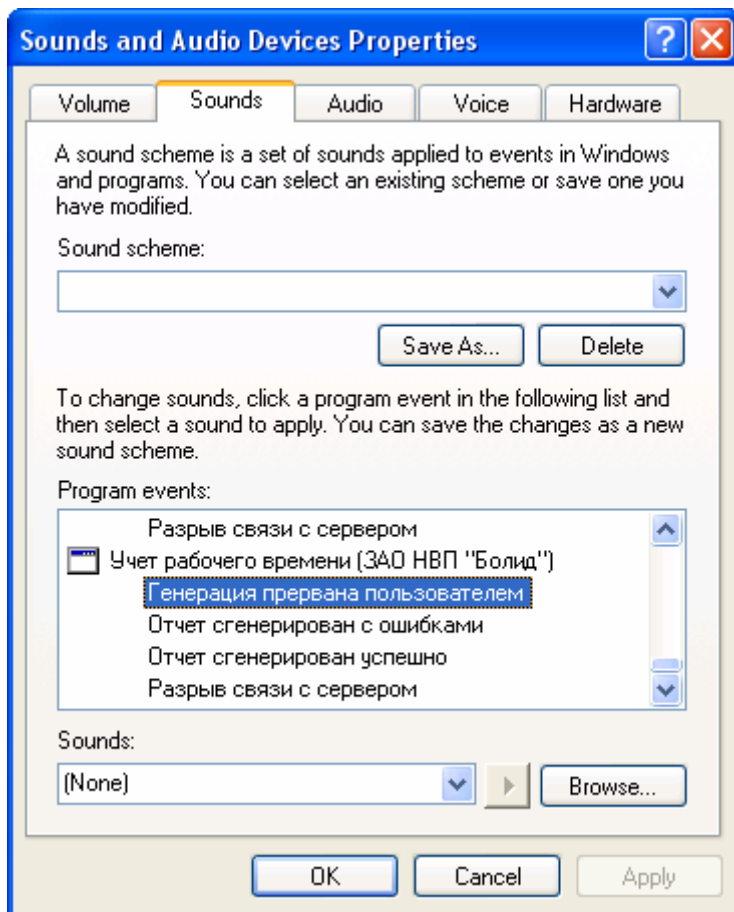 Sounds and Audio Devices Properties
?
Volume
Sounds
Audio
Voice
Hardware
A sound scheme is a set of sounds applied to events in Windows
and programs. You can select an existing scheme or save one you
have modified.
Sound scheme:
Save As...
Delete
To change sounds, click a program event in the following list and
then select a sound to apply. You can save the changes as a new
sound scheme.
Program events:
Разрыв связи с сервером
Учет рабочего времени (ЗАО НВП "Болид")
Генерация прервана пользователем
Отчет сгенерирован с ошибками
Отчет сгенерирован успешно
Разрыв связи с сервером
Sounds:
(None)
Browse...
OK
Cancel
Apply